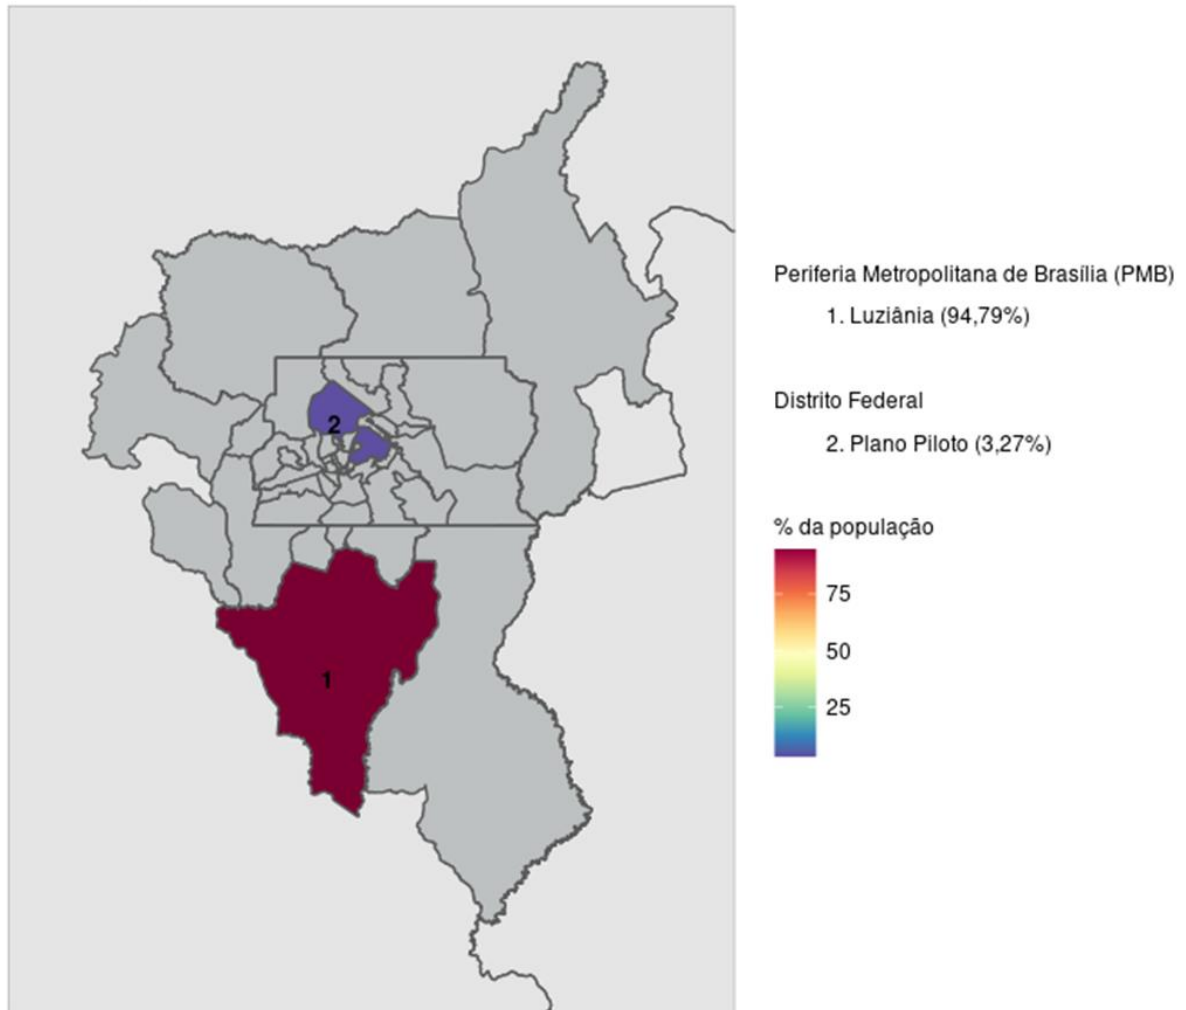 Periferia Metropolitana de Brasília (PMB)
1. Luziânia (94,79%)
Distrito Federal
2. Plano Piloto (3,27%)
% da população
75
50
25
2
1